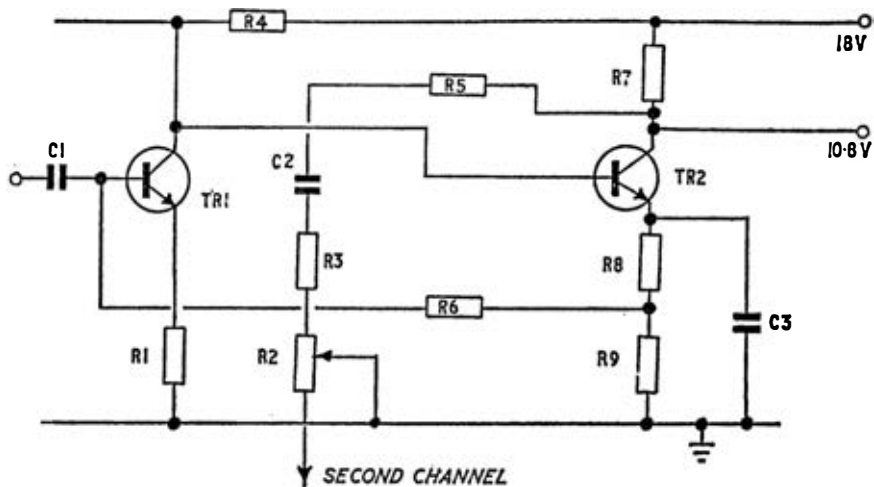 R4
18V
R7
R5
C1
C2
10·8V
TR1
TR2
R3
R8
R6
C3
R1
R2
R9
SECOND CHANNEL